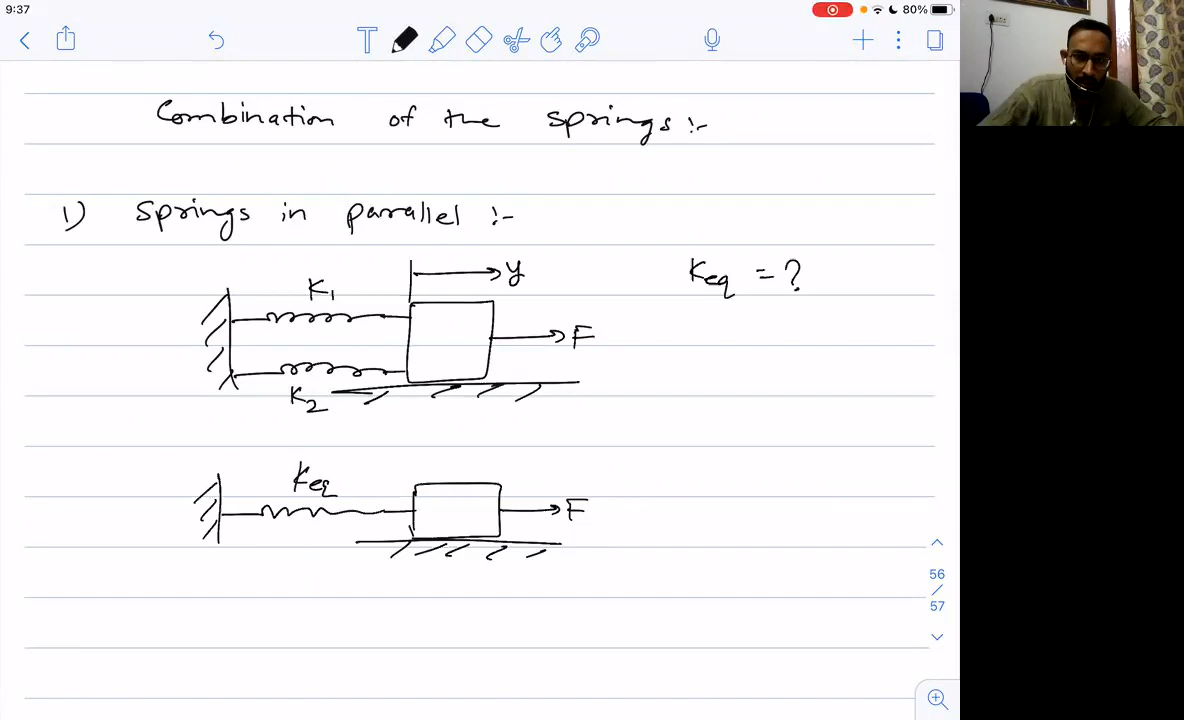 9:37
80%
Combination of the springs :-
1) Springs in parallel :-
y
Keq = ?
K1
F
K2
Keq
F
56
/
57